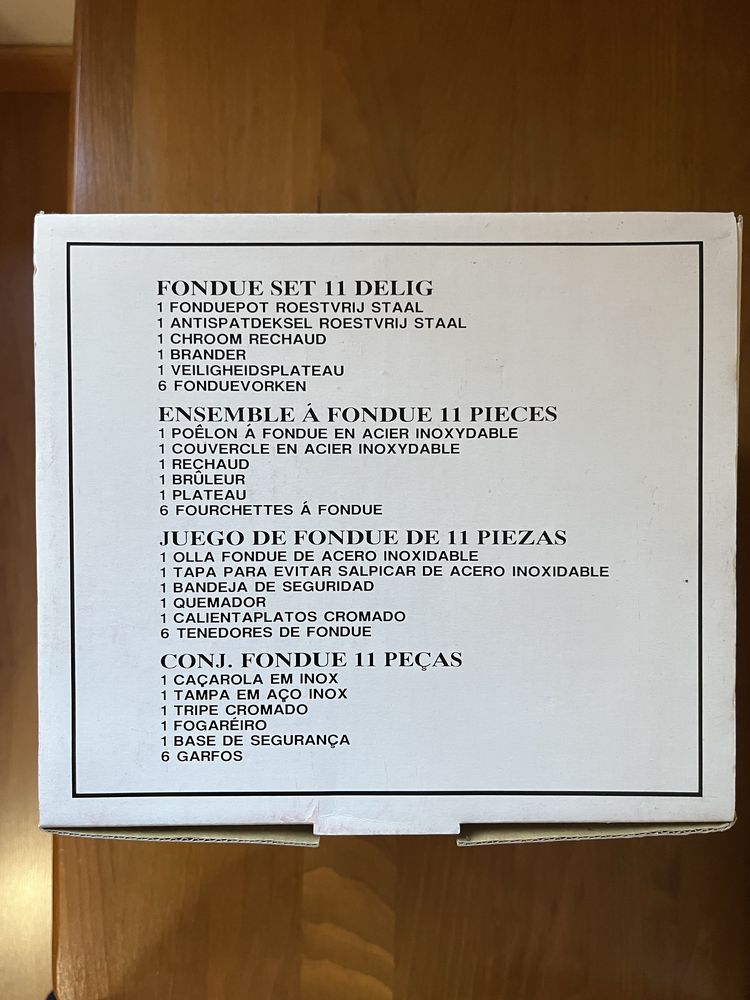 FONDUE SET 11 DELIG
1 FONDUEPOT ROESTVRIJ STAAL
1 ANTISPATDEKSEL ROESTVRIJ STAAL
1 CHROOM RECHAUD
1 BRANDER
1 VEILIGHEIDSPLATEAU
6 FONDUEVORKEN
ENSEMBLE Á FONDUE 11 PIECES
1 POÊLON Á FONDUE EN ACIER INOXYDABLE
1 COUVERCLE EN ACIER INOXYDABLE
1 RECHAUD
1 BRÛLEUR
1 PLATEAU
6 FOURCHETTES Á FONDUE
JUEGO DE FONDUE DE 11 PIEZAS
1 OLLA FONDUE DE ACERO INOXIDABLE
1 TAPA PARA EVITAR SALPICAR DE ACERO INOXIDABLE
1 BANDEJA DE SEGURIDAD
1 QUEMADOR
1 CALIENTAPLATOS CROMADO
6 TENEDORES DE FONDUE
CONJ. FONDUE 11 PEÇAS
1 CAÇAROLA EM INOX
1 TAMPA EM AÇO INOX
1 TRIPE CROMADO
1 FOGARÉIRO
1 BASE DE SEGURANÇA
6 GARFOS